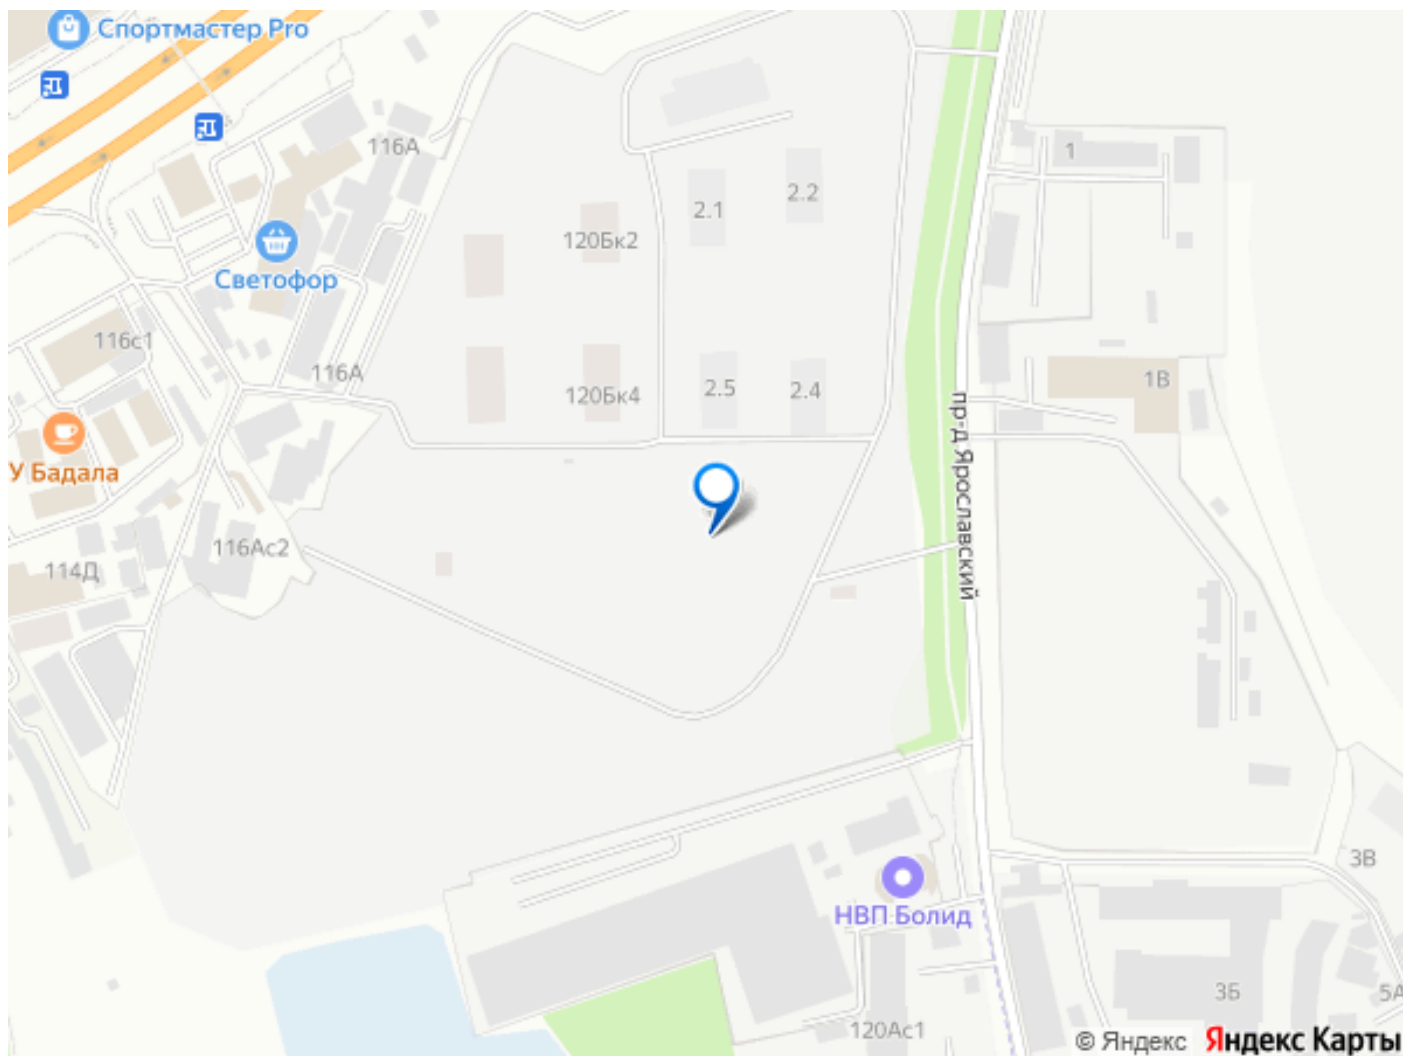 Спортмастер Pro
116А
1
2.1
2.2
120Бк2
Светофор
116с1
116А
120Бк4
2.5
2.4
1В
пр-д Ярославский
У Бадала
116Ас2
114Д
3В
НВП Болид
3Б
5А
120Ас1
© Яндекс Яндекс Карты